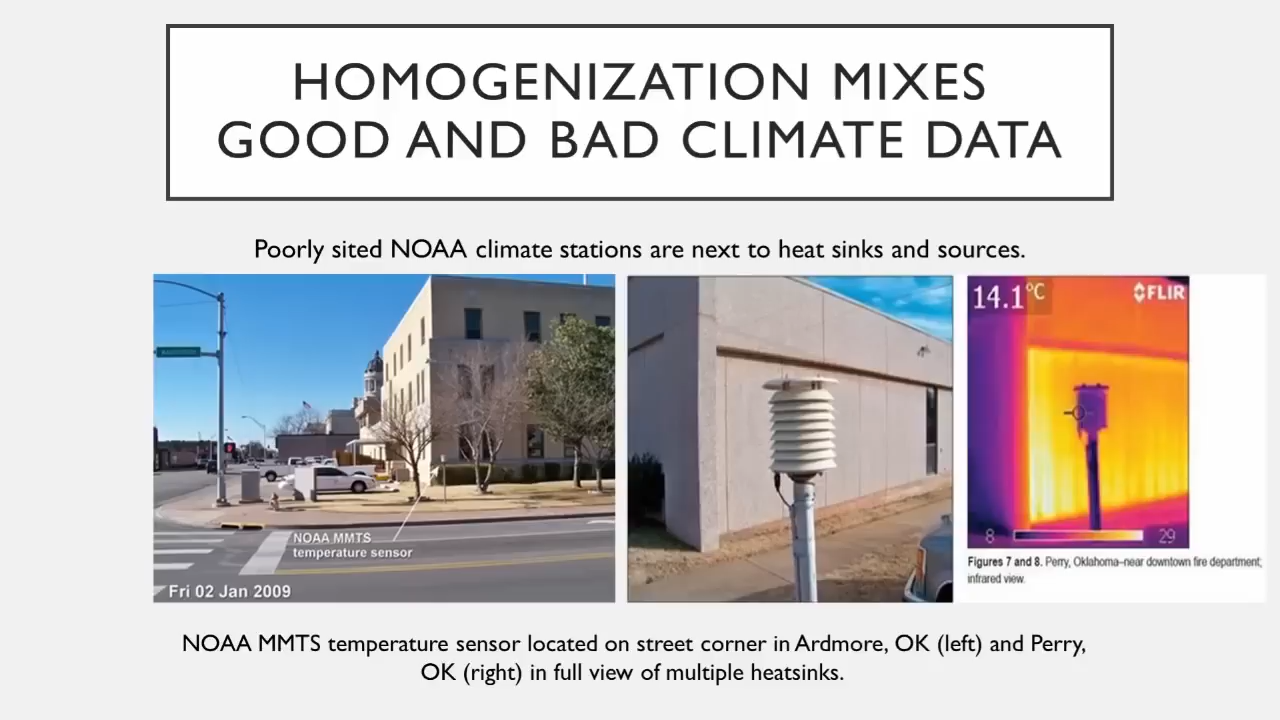 HOMOGENIZATION MIXES
GOOD AND BAD CLIMATE DATA
Poorly sited NOAA climate stations are next to heat sinks and sources.
NOAA MMTS
temperature sensor
Fri 02 Jan 2009
14.1°C
FLIR
8
29
Figures 7 and 8. Perry, Oklahoma–near downtown fire department;
infrared view.
NOAA MMTS temperature sensor located on street corner in Ardmore, OK (left) and Perry,
OK (right) in full view of multiple heatsinks.